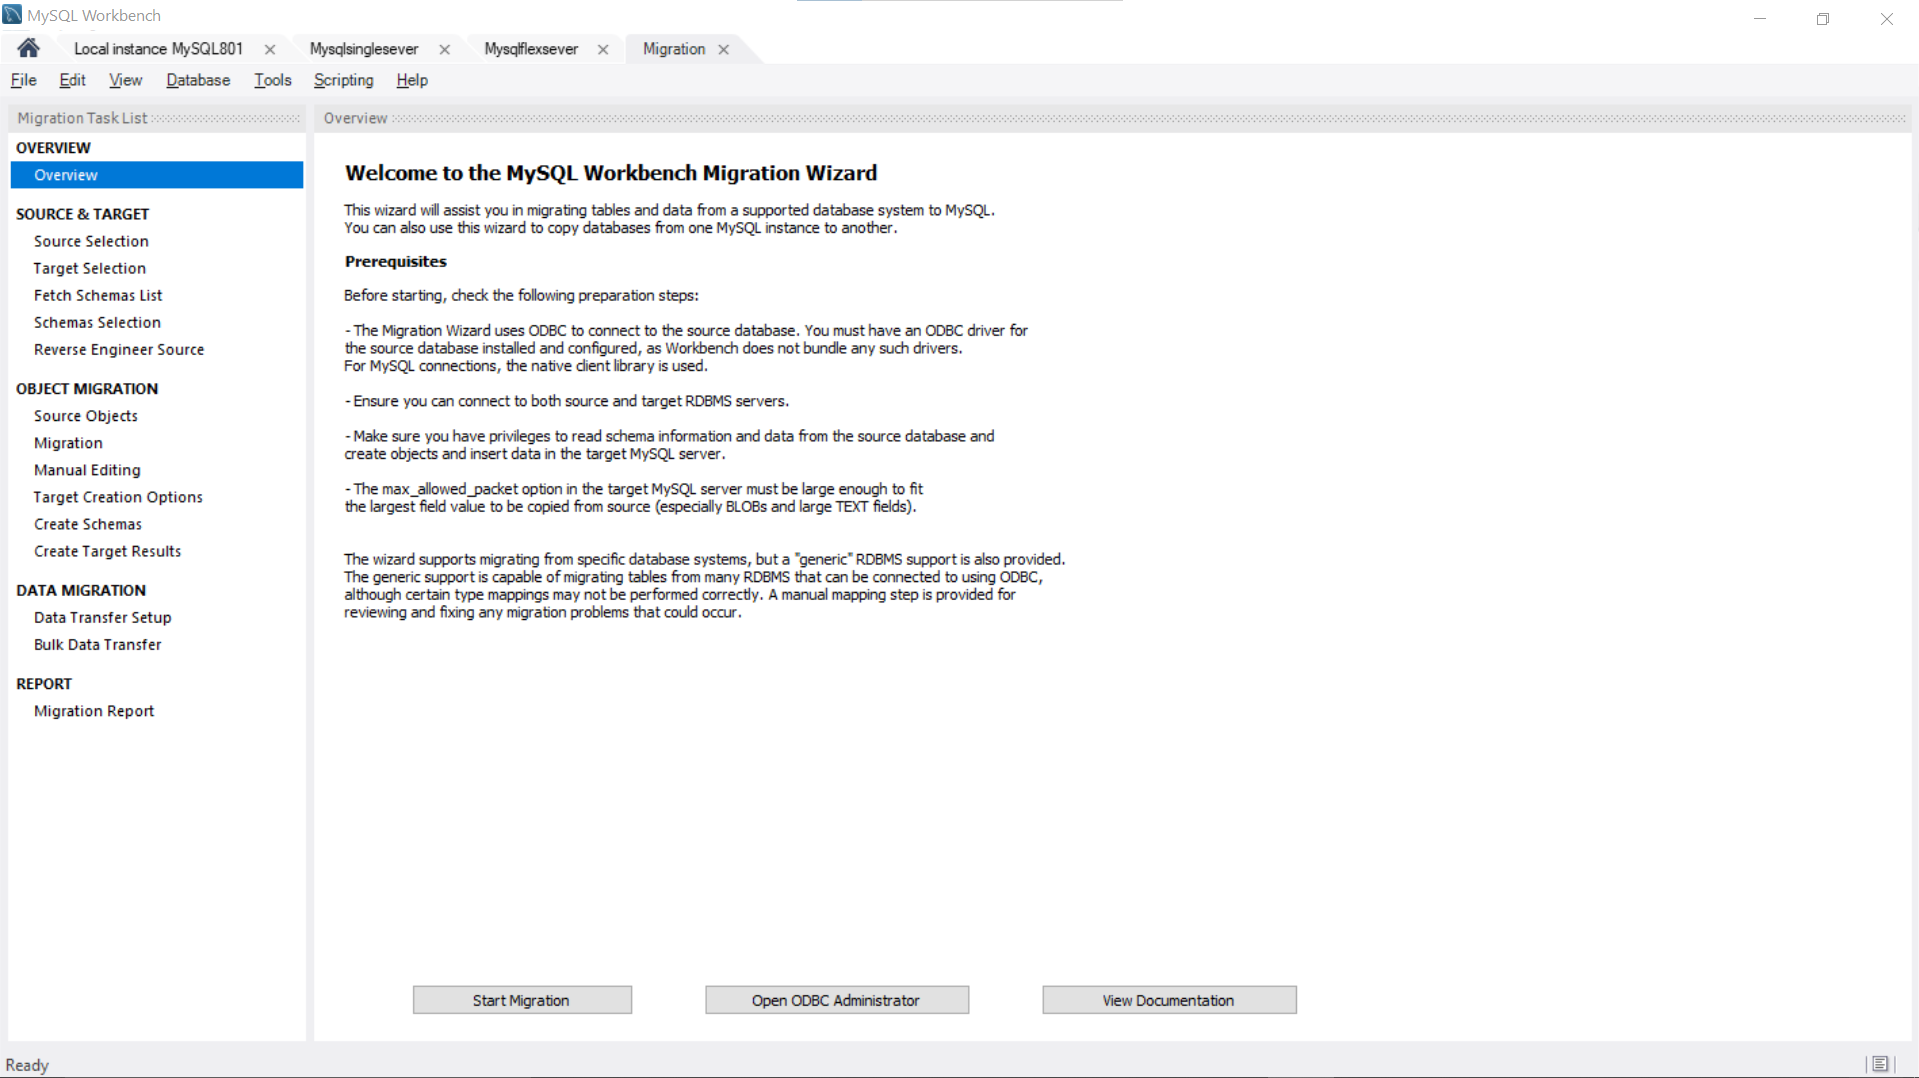 MySQL Workbench
Local instance MySQL801
Mysqlsinglesever
Mysqlflexsever
Migration
File Edit View Database Tools Scripting Help
Migration Task List
OVERVIEW
Overview
SOURCE & TARGET
Source Selection
Target Selection
Fetch Schemas List
Schemas Selection
Reverse Engineer Source
OBJECT MIGRATION
Source Objects
Migration
Manual Editing
Target Creation Options
Create Schemas
Create Target Results
DATA MIGRATION
Data Transfer Setup
Bulk Data Transfer
REPORT
Migration Report
Overview
Welcome to the MySQL Workbench Migration Wizard
This wizard will assist you in migrating tables and data from a supported database system to MySQL.
You can also use this wizard to copy databases from one MySQL instance to another.
Prerequisites
Before starting, check the following preparation steps:
- The Migration Wizard uses ODBC to connect to the source database. You must have an ODBC driver for
the source database installed and configured, as Workbench does not bundle any such drivers.
For MySQL connections, the native client library is used.
- Ensure you can connect to both source and target RDBMS servers.
- Make sure you have privileges to read schema information and data from the source database and
create objects and insert data in the target MySQL server.
- The max_allowed_packet option in the target MySQL server must be large enough to fit
the largest field value to be copied from source (especially BLOBs and large TEXT fields).
The wizard supports migrating from specific database systems, but a "generic" RDBMS support is also provided.
The generic support is capable of migrating tables from many RDBMS that can be connected to using ODBC,
although certain type mappings may not be performed correctly. A manual mapping step is provided for
reviewing and fixing any migration problems that could occur.
Start Migration
Open ODBC Administrator
View Documentation
Ready